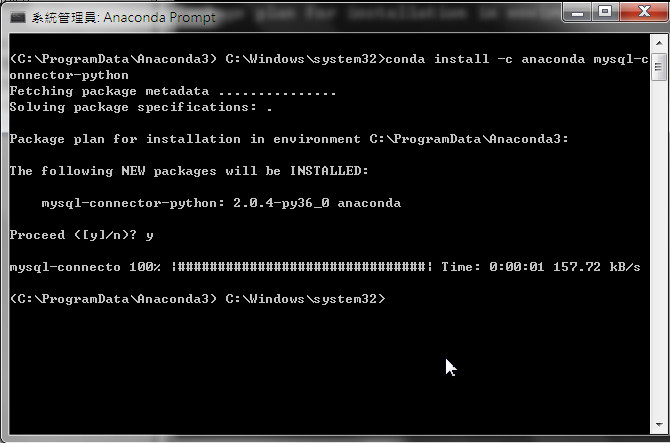 系統管理員: Anaconda Prompt
(C:\ProgramData\Anaconda3) C:\Windows\system32>conda install -c anaconda mysql-c
onnector-python
Fetching package metadata ...............
Solving package specifications: .
Package plan for installation in environment C:\ProgramData\Anaconda3:
The following NEW packages will be INSTALLED:
mysql-connector-python: 2.0.4-py36_0 anaconda
Proceed ([y]/n)? y
mysql-connecto 100% |###############################| Time: 0:00:01 157.72 kB/s
(C:\ProgramData\Anaconda3) C:\Windows\system32>